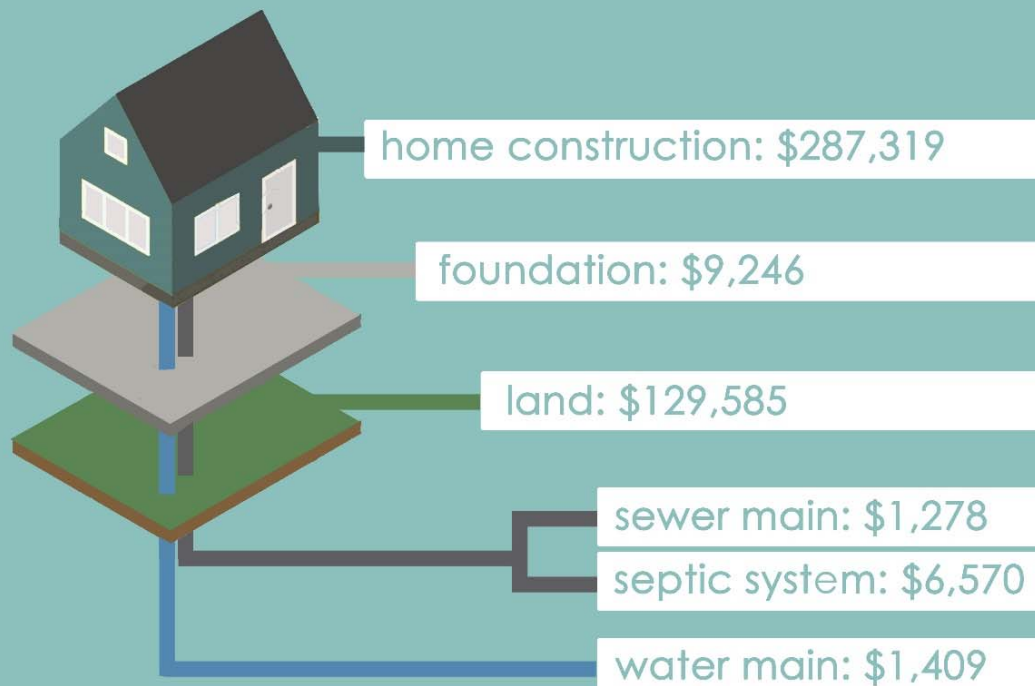 home construction: $287,319
foundation: $9,246
land: $129,585
sewer main: $1,278
septic system: $6,570
water main: $1,409